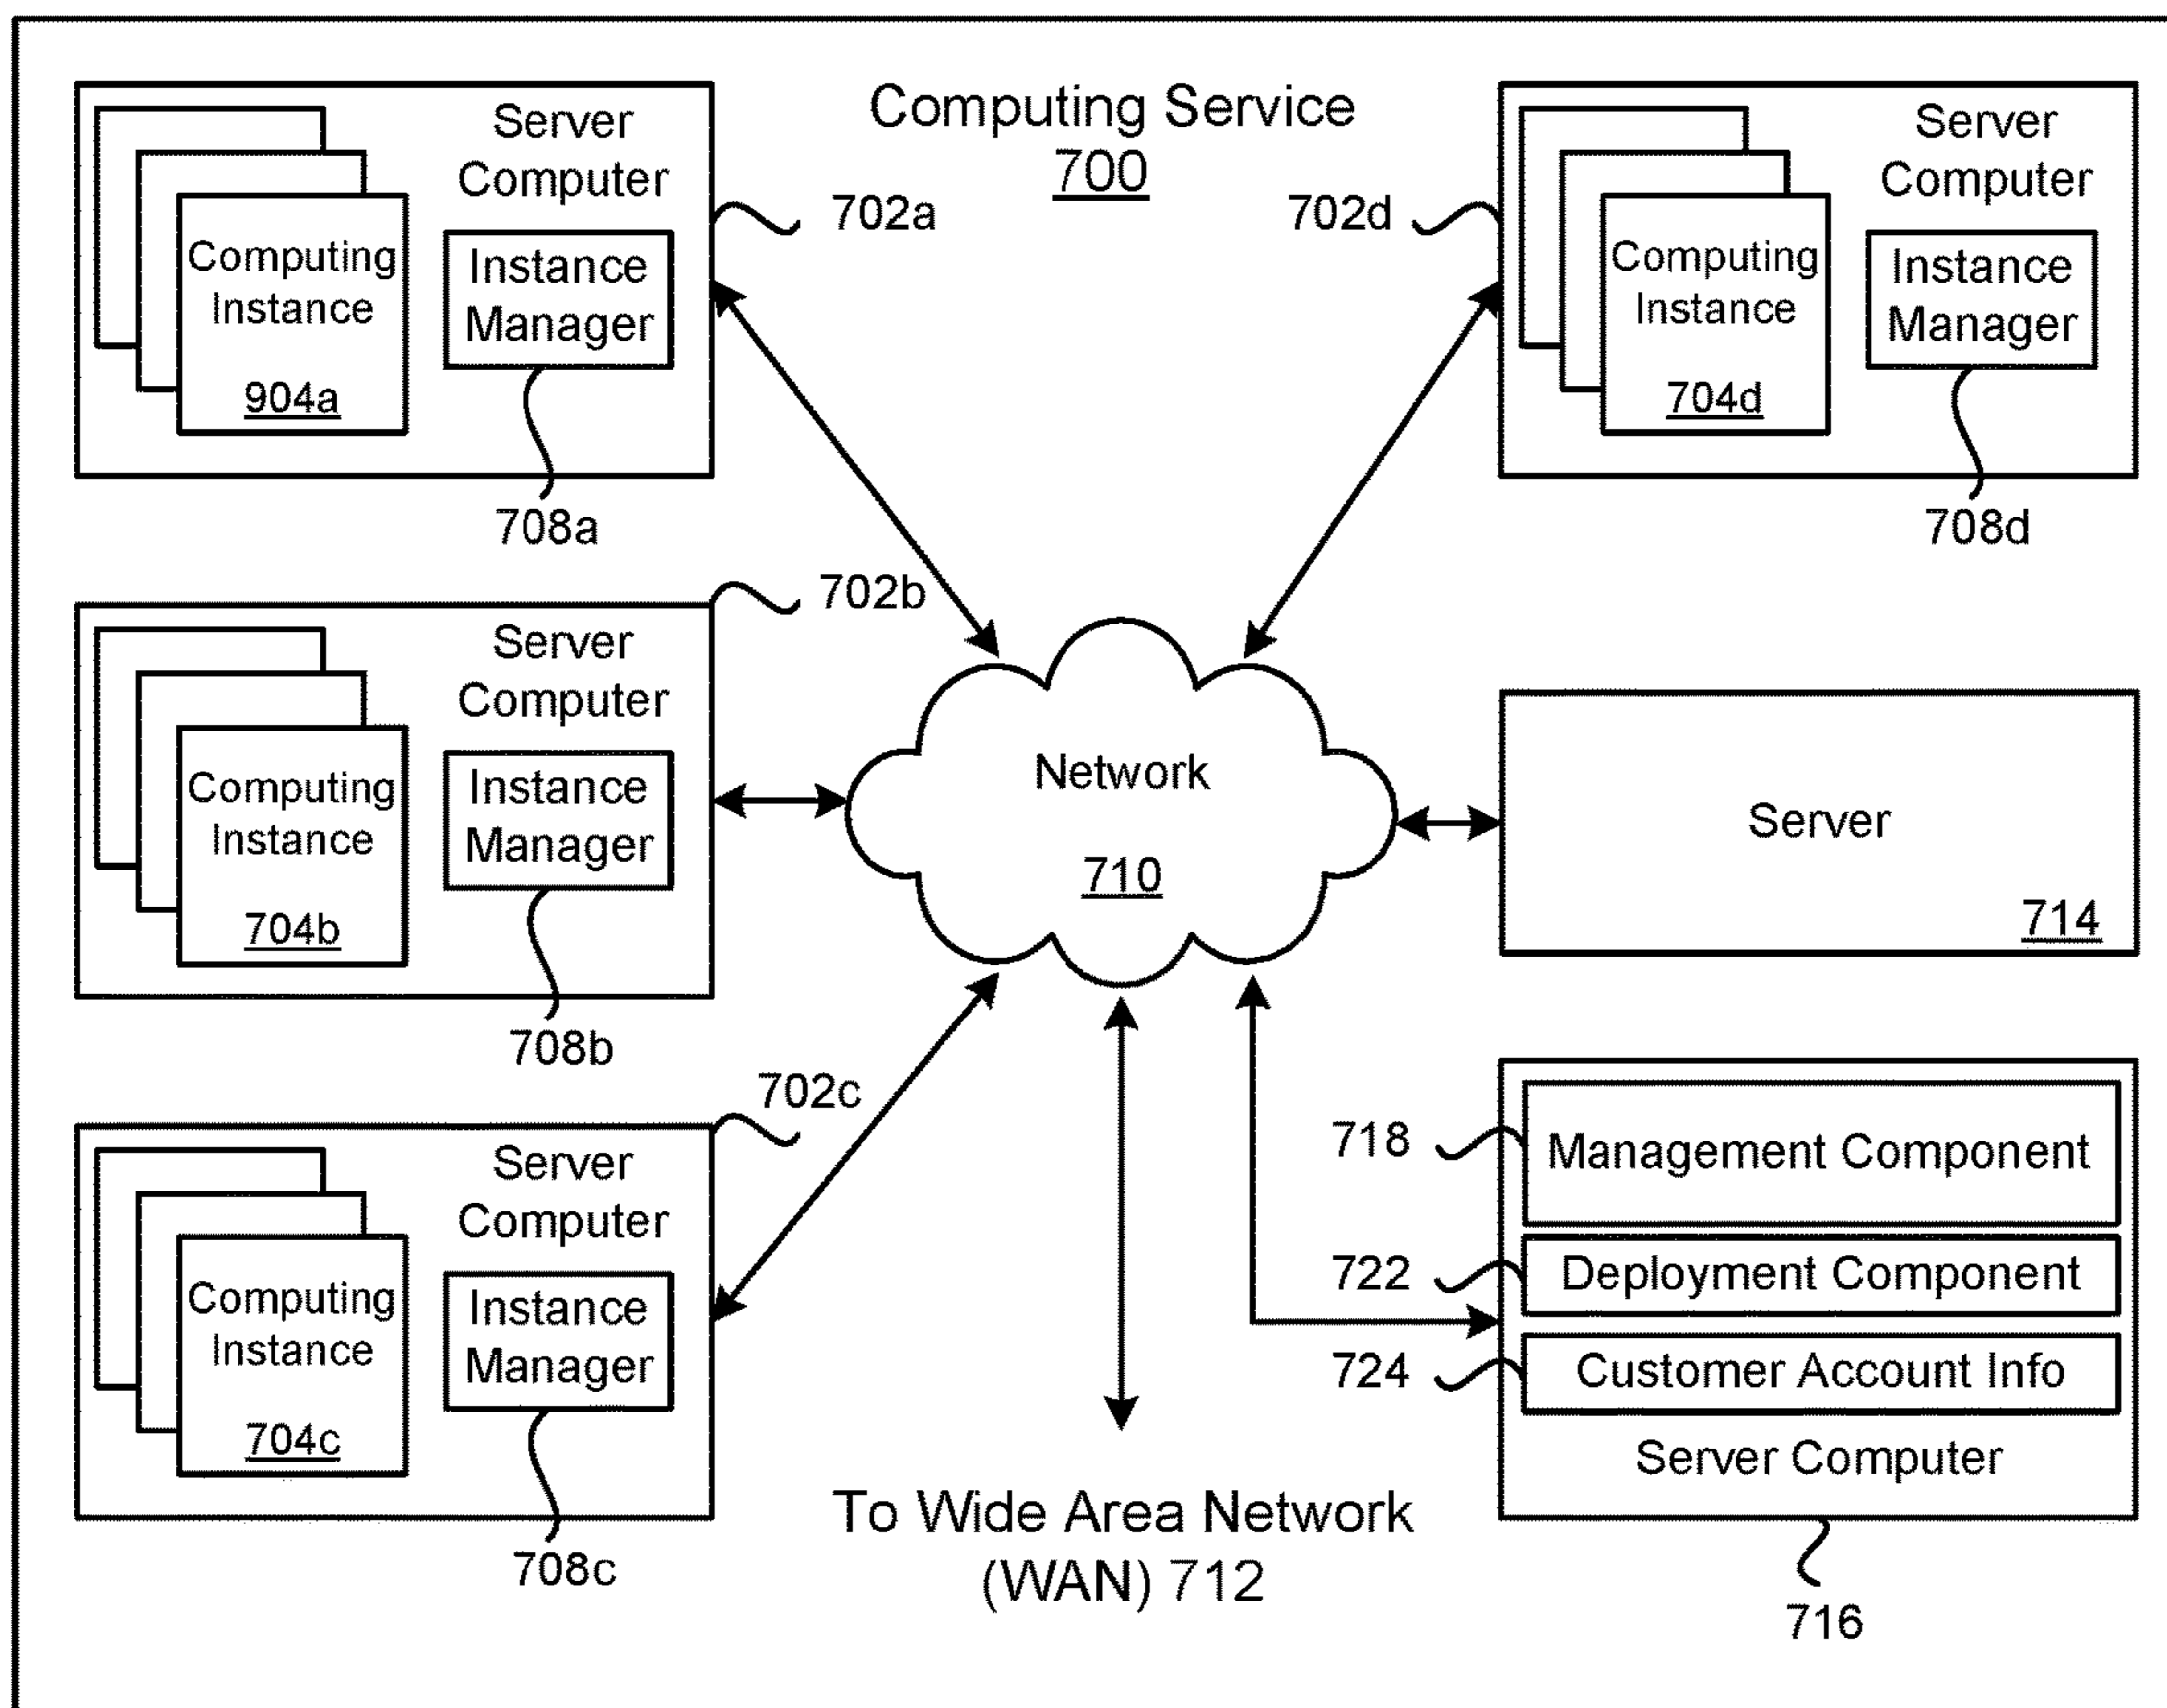 Computing Service
700
Server
Computer
Computing
Instance
904a
Instance
Manager
702a
708a
Server
Computer
Computing
Instance
704b
Instance
Manager
702b
708b
Server
Computer
Computing
Instance
704c
Instance
Manager
702c
708c
Network
710
To Wide Area Network
(WAN) 712
702d
Server
Computer
Computing
Instance
704d
Instance
Manager
708d
Server
714
718
Management Component
722
Deployment Component
724
Customer Account Info
Server Computer
716